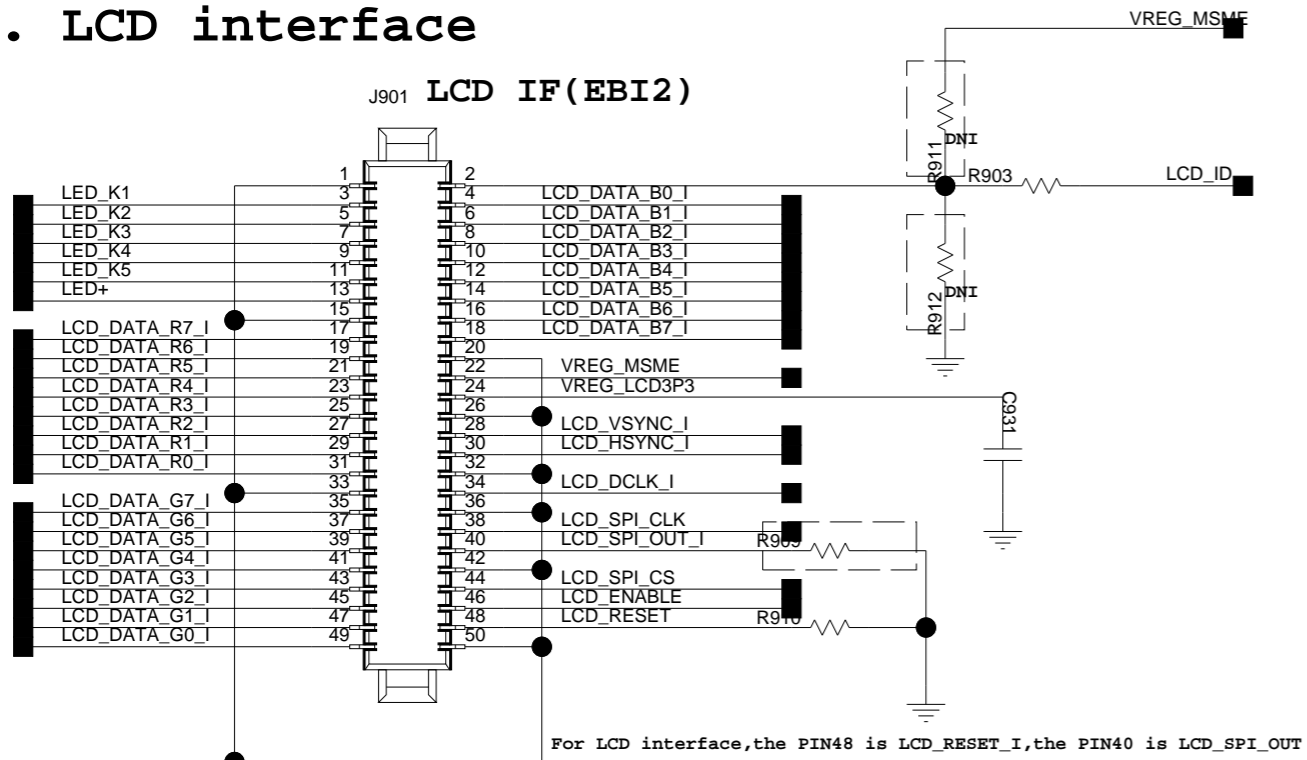 . LCD interface
VREG_MSME
J901 LCD IF(EBI2)
DNI
R911
R903
LCD_ID
1 2
LED_K1 3 4 LCD_DATA_B0_I
LED_K2 5 6 LCD_DATA_B1_I
LED_K3 7 8 LCD_DATA_B2_I
LED_K4 9 10 LCD_DATA_B3_I
LED_K5 11 12 LCD_DATA_B4_I
LED+ 13 14 LCD_DATA_B5_I
DNI
R912
15 16 LCD_DATA_B6_I
LCD_DATA_R7_I 17 18 LCD_DATA_B7_I
LCD_DATA_R6_I 19 20
LCD_DATA_R5_I 21 22 VREG_MSME
LCD_DATA_R4_I 23 24 VREG_LCD3P3
LCD_DATA_R3_I 25 26
C931
LCD_DATA_R2_I 27 28 LCD_VSYNC_I
LCD_DATA_R1_I 29 30 LCD_HSYNC_I
LCD_DATA_R0_I 31 32
33 34 LCD_DCLK_I
LCD_DATA_G7_I 35 36
LCD_DATA_G6_I 37 38 LCD_SPI_CLK
LCD_DATA_G5_I 39 40 LCD_SPI_OUT_I R909
LCD_DATA_G4_I 41 42
LCD_DATA_G3_I 43 44 LCD_SPI_CS
LCD_DATA_G2_I 45 46 LCD_ENABLE
LCD_DATA_G1_I 47 48 LCD_RESET R910
LCD_DATA_G0_I 49 50
For LCD interface,the PIN48 is LCD_RESET_I,the PIN40 is LCD_SPI_OUT